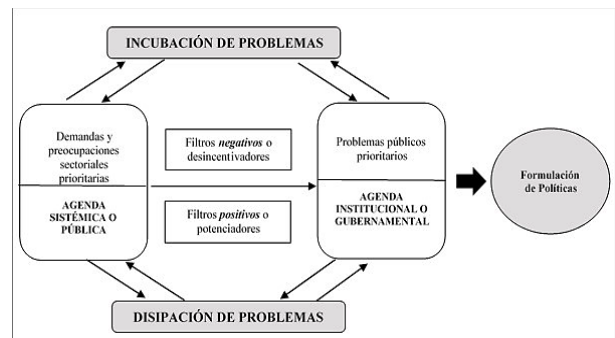 INCUBACIÓN DE PROBLEMAS
Demandas y
preocupaciones
sectoriales
prioritarias
AGENDA
SISTÉMICA O
PÚBLICA
Filtros negativos o
desincentivadores
Filtros positivos o
potenciadores
Problemas públicos
prioritarios
AGENDA
INSTITUCIONAL O
GUBERNAMENTAL
Formulación
de Políticas
DISIPACIÓN DE PROBLEMAS